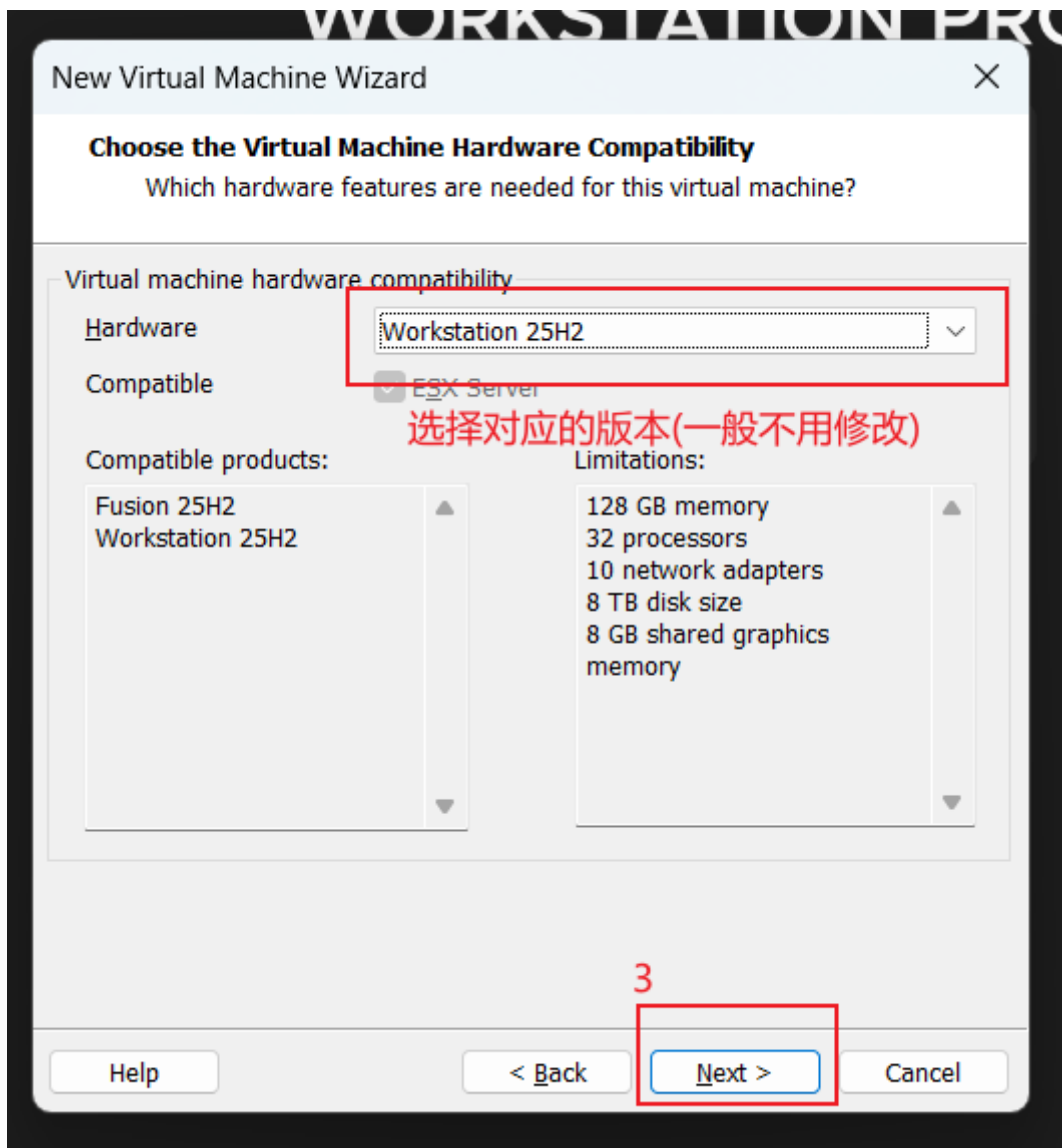 WORKSTATION PRO
New Virtual Machine Wizard
Choose the Virtual Machine Hardware Compatibility
Which hardware features are needed for this virtual machine?
Virtual machine hardware compatibility
Hardware
Workstation 25H2
Compatible
ESX Server
选择对应的版本(一般不用修改)
Compatible products:
Limitations:
Fusion 25H2
Workstation 25H2
128 GB memory
32 processors
10 network adapters
8 TB disk size
8 GB shared graphics
memory
3
Help
< Back
Next >
Cancel